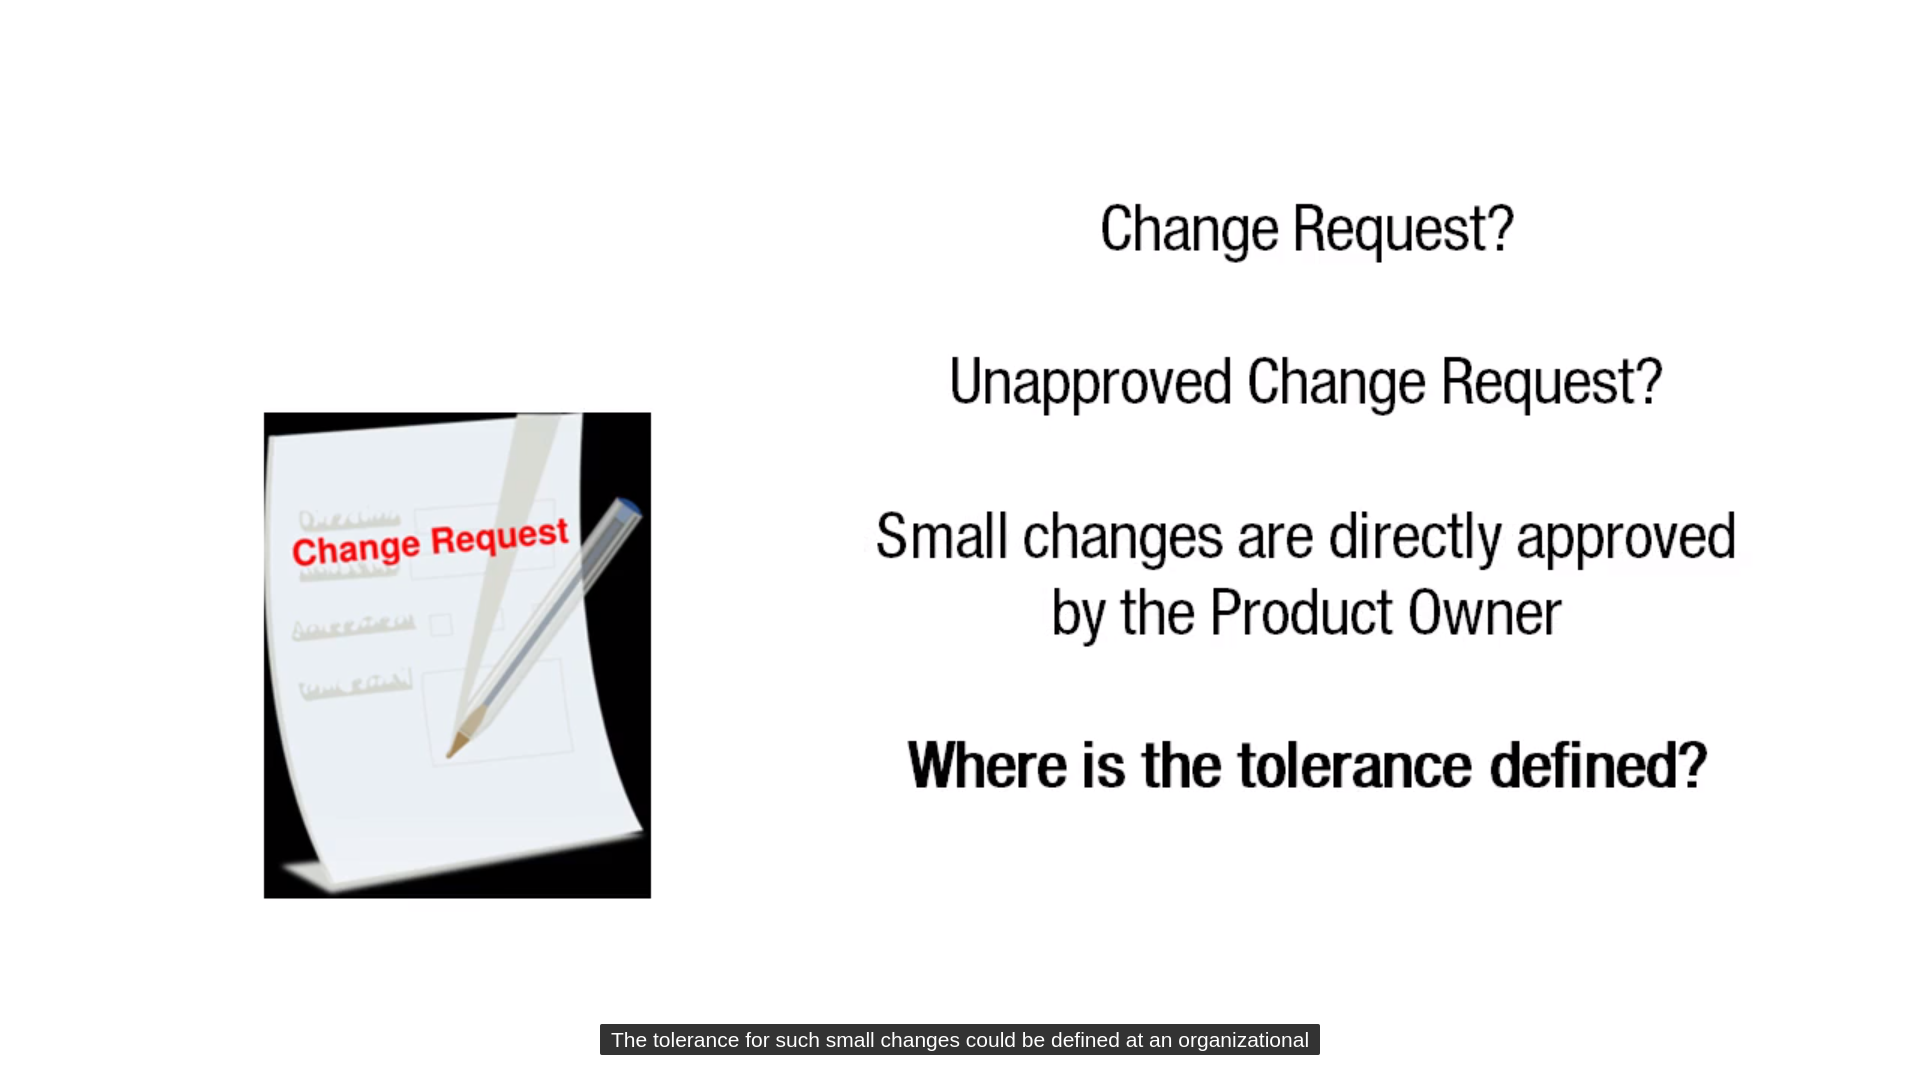 Change Request?
Unapproved Change Request?
Small changes are directly approved
by the Product Owner
Where is the tolerance defined?
Change Request
The tolerance for such small changes could be defined at an organizational